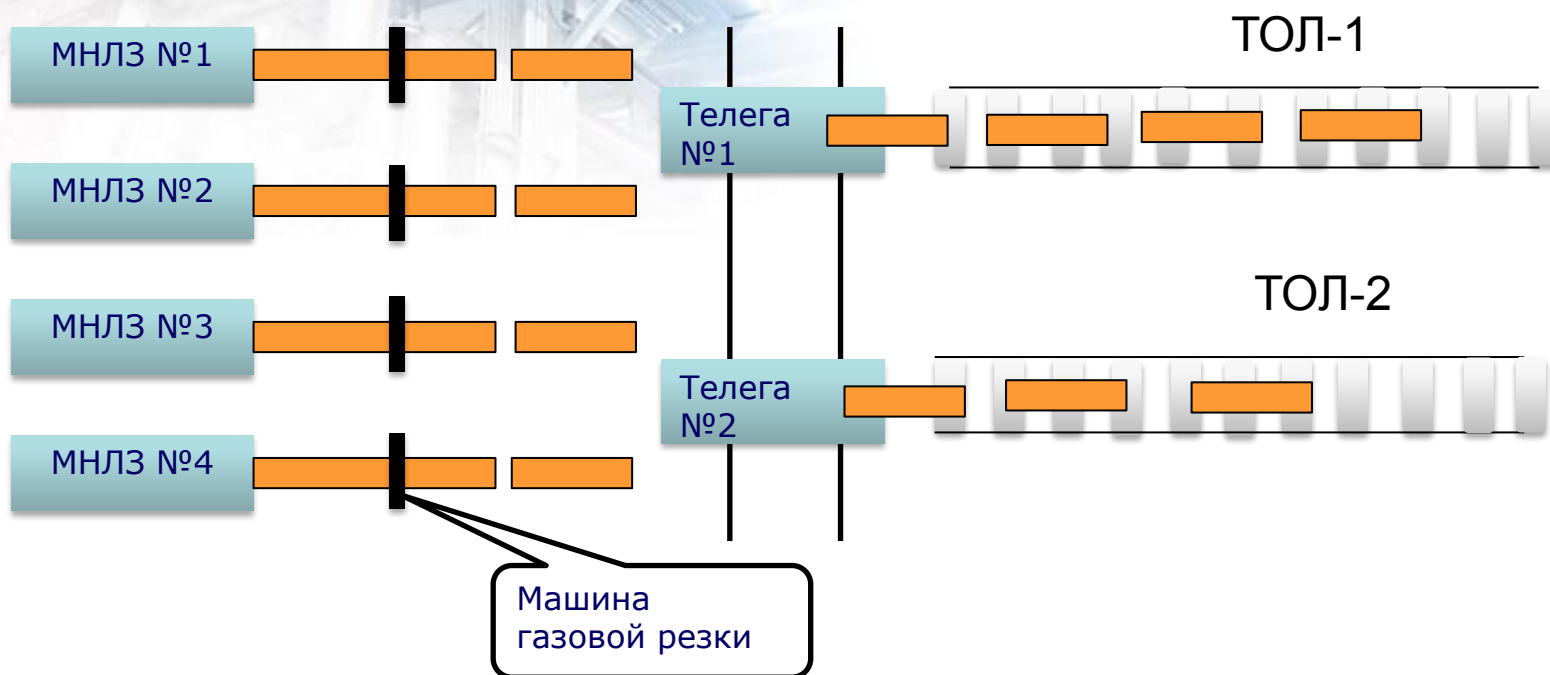 МНЛЗ №1
МНЛЗ №2
МНЛЗ №3
МНЛЗ №4
Машина
газовой резки
Телега
№1
Телега
№2
ТОЛ-1
ТОЛ-2